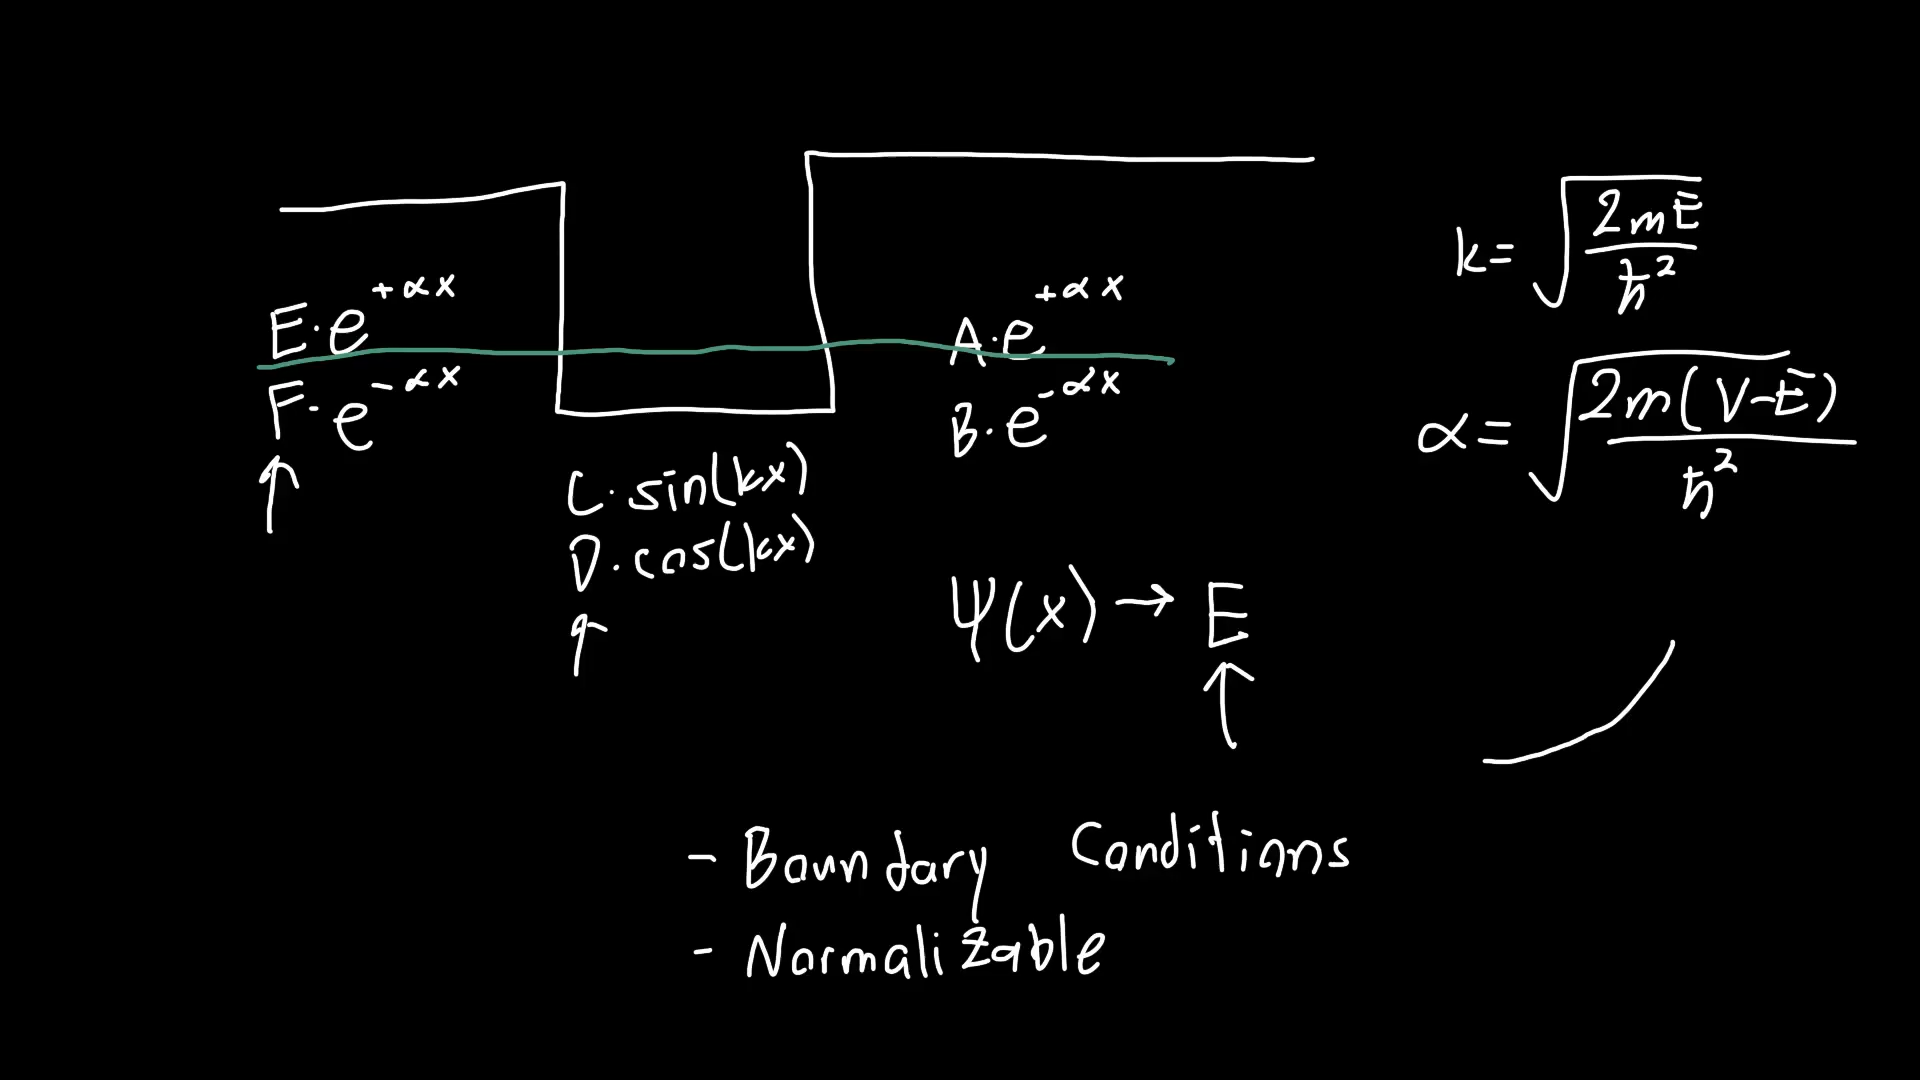 E·e^{+αx}
F·e^{-αx}
A·e^{+αx}
B·e^{-αx}
C·sin(kx)
D·cos(kx)
k=√(2mE/ħ²)
α=√(2m(V-E)/ħ²)
Ψ(x)→E
- Boundary Conditions
- Normalizable